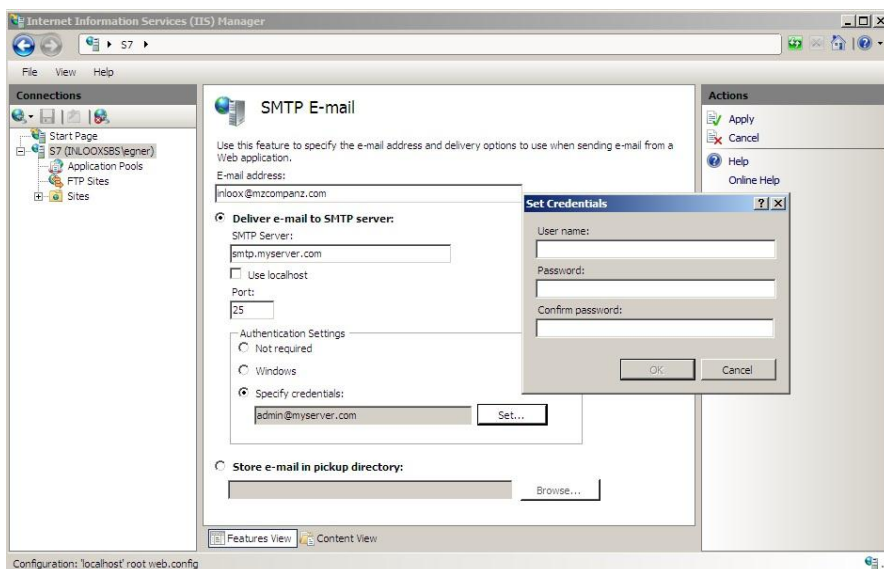 Internet Information Services (IIS) Manager
S7
File View Help
Connections
Start Page
S7 (INLOOXSBS\egner)
Application Pools
FTP Sites
Sites
SMTP E-mail
Use this feature to specify the e-mail address and delivery options to use when sending e-mail from a
Web application.
E-mail address:
inloox@mzcompanz.com
Deliver e-mail to SMTP server:
SMTP Server:
smtp.myserver.com
Use localhost
Port:
25
Authentication Settings
Not required
Windows
Specify credentials:
admin@myserver.com
Set...
Store e-mail in pickup directory:
Browse...
Features View Content View
Set Credentials
User name:
Password:
Confirm password:
OK Cancel
Actions
Apply
Cancel
Help
Online Help
Configuration: 'localhost' root web.config